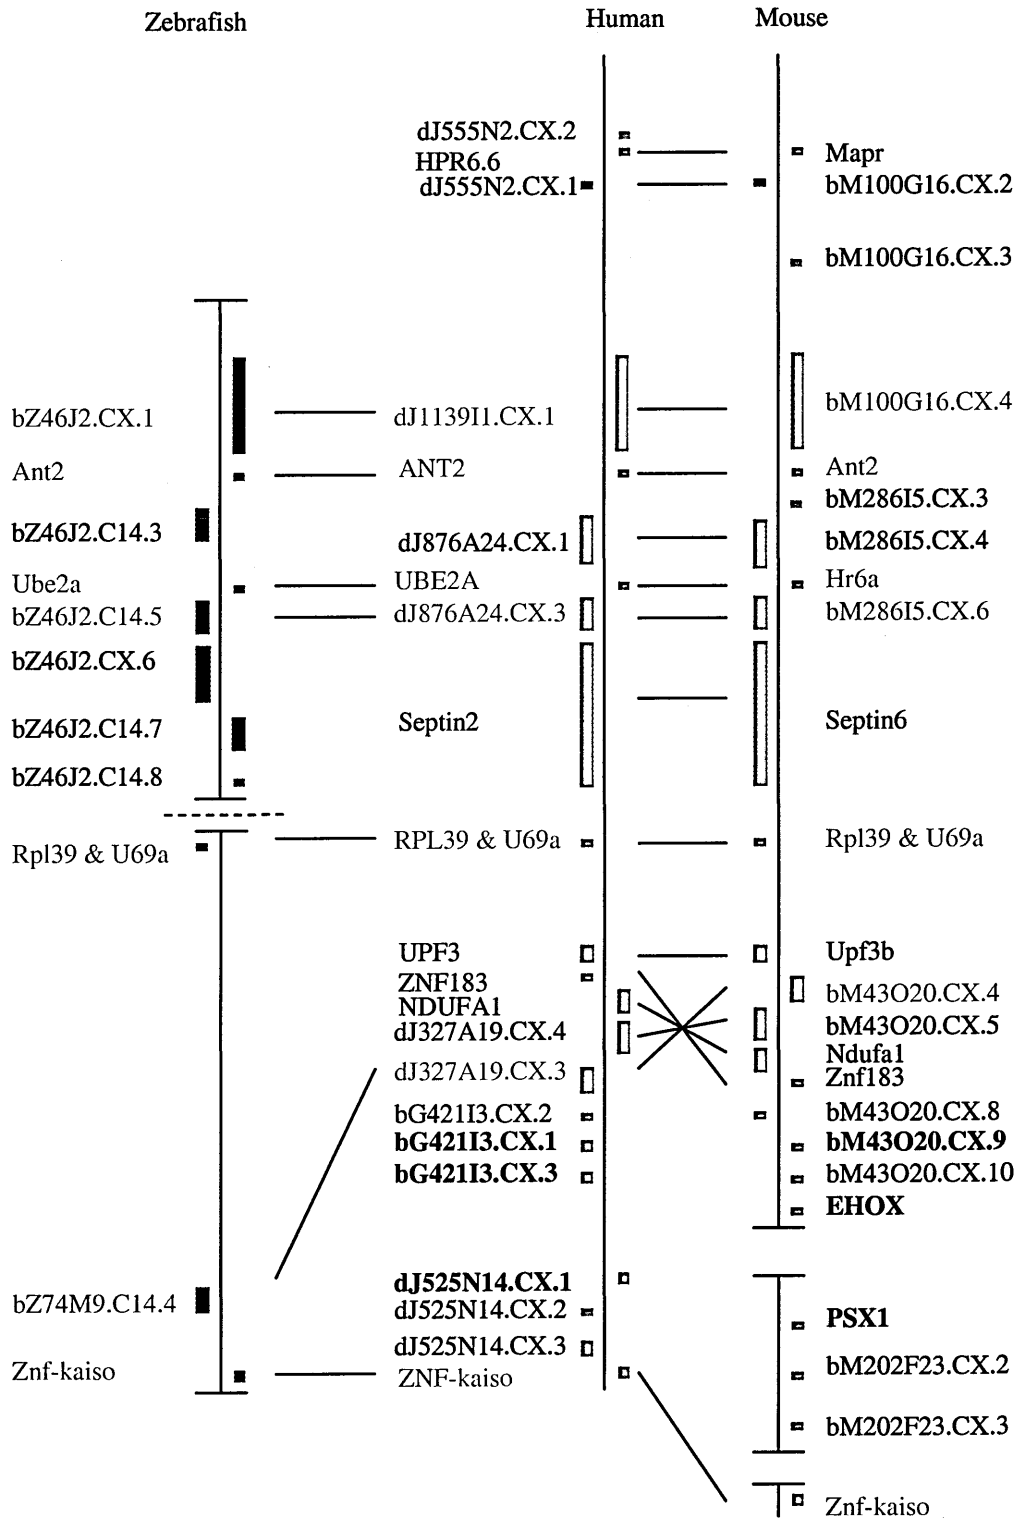 Zebrafish
Human
Mouse
dJ555N2.CX.2
HPR6.6
Mapr
dJ555N2.CX.1
bM100G16.CX.2
bM100G16.CX.3
bZ46J2.CX.1
dJ1139I1.CX.1
bM100G16.CX.4
Ant2
ANT2
Ant2
bM286I5.CX.3
bZ46J2.C14.3
dJ876A24.CX.1
bM286I5.CX.4
Ube2a
UBE2A
Hr6a
bZ46J2.C14.5
dJ876A24.CX.3
bM286I5.CX.6
bZ46J2.CX.6
bZ46J2.C14.7
Septin2
Septin6
bZ46J2.C14.8
Rpl39 & U69a
RPL39 & U69a
Rpl39 & U69a
UPF3
Upf3b
ZNF183
bM43O20.CX.4
NDUFA1
dJ327A19.CX.4
bM43O20.CX.5
Ndufa1
dJ327A19.CX.3
Znf183
bG421I3.CX.2
bM43O20.CX.8
bG421I3.CX.1
bM43O20.CX.9
bG421I3.CX.3
bM43O20.CX.10
EHOX
dJ525N14.CX.1
bZ74M9.C14.4
dJ525N14.CX.2
PSX1
dJ525N14.CX.3
Znf-kaiso
ZNF-kaiso
bM202F23.CX.2
bM202F23.CX.3
Znf-kaiso